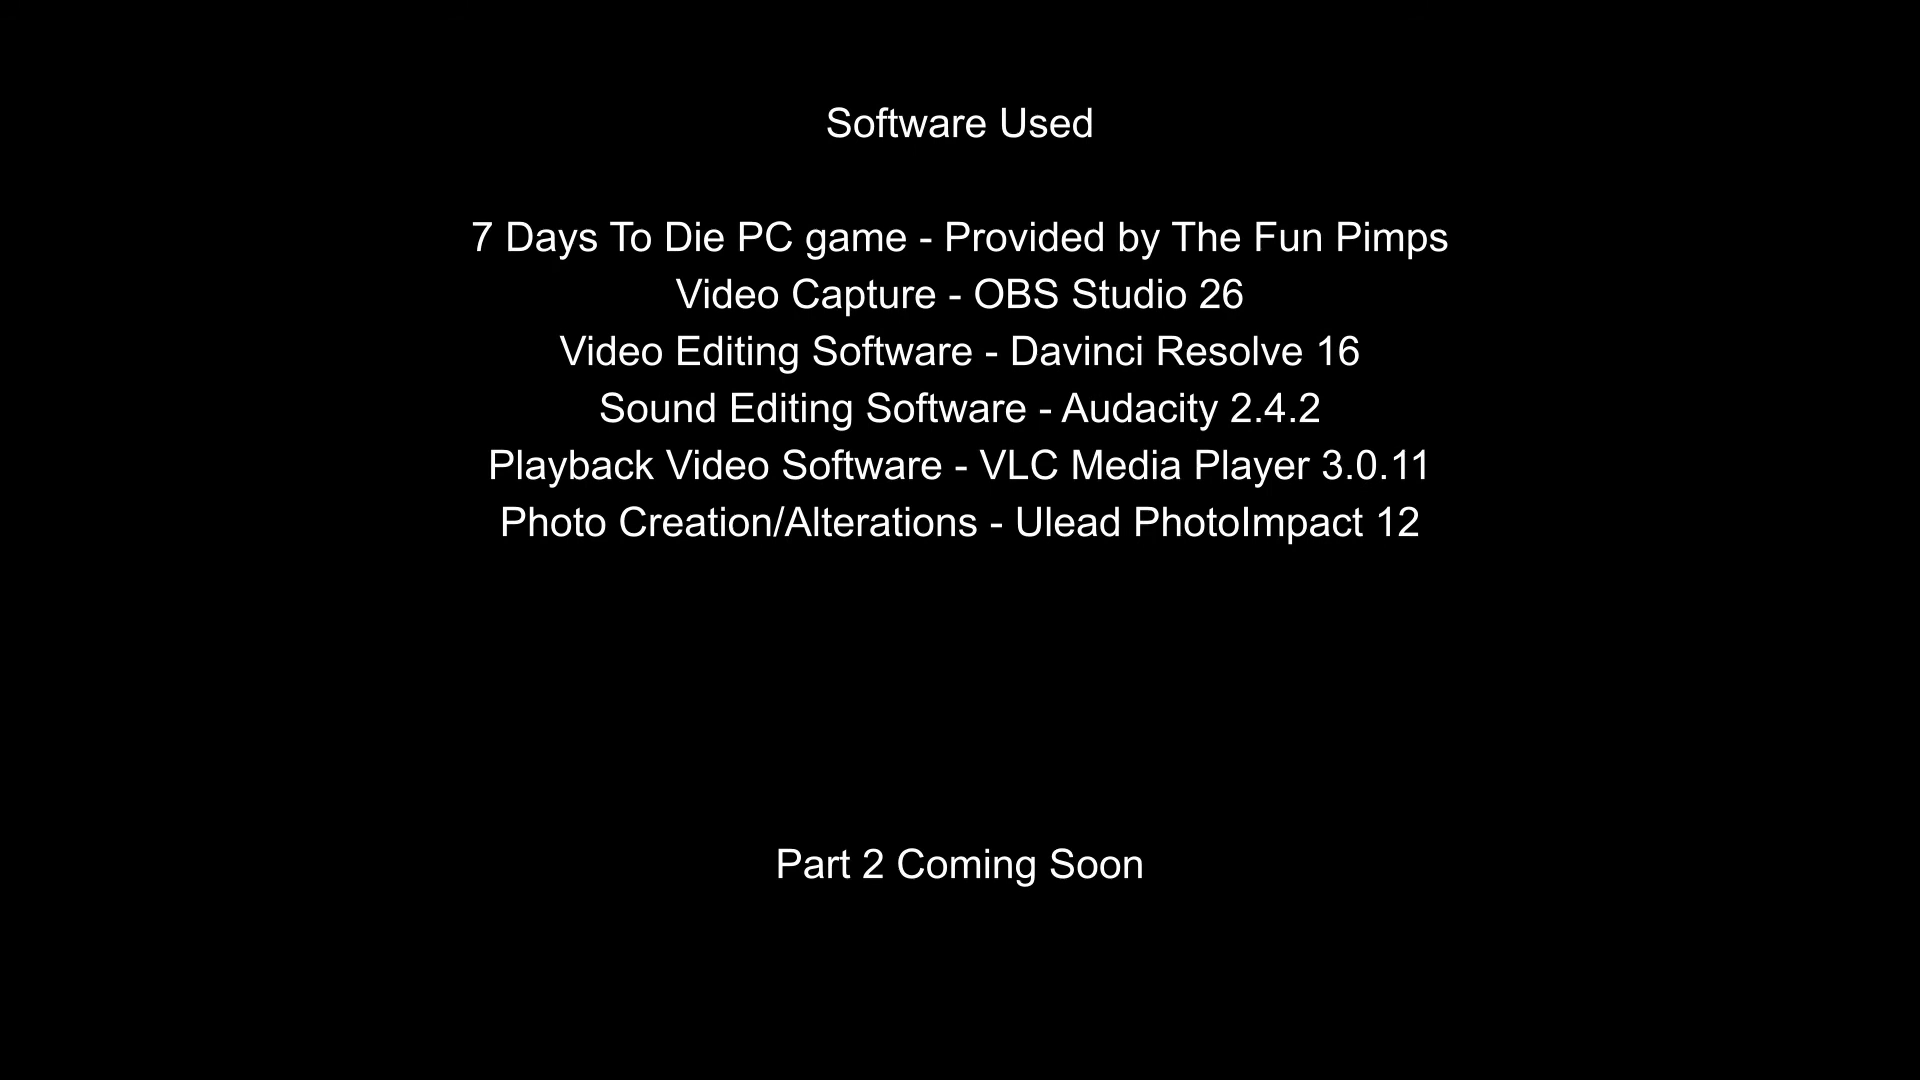 Software Used
7 Days To Die PC game - Provided by The Fun Pimps
Video Capture - OBS Studio 26
Video Editing Software - Davinci Resolve 16
Sound Editing Software - Audacity 2.4.2
Playback Video Software - VLC Media Player 3.0.11
Photo Creation/Alterations - Ulead PhotoImpact 12
Part 2 Coming Soon